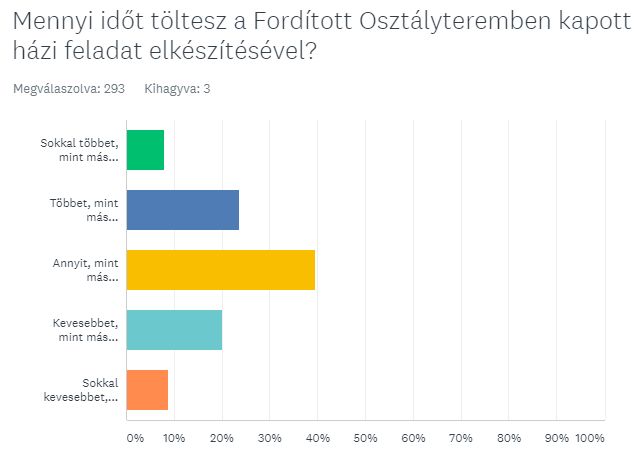 Mennyi időt töltesz a Fordított Osztályteremben kapott
házi feladat elkészítésével?
Megválaszolva: 293 Kihagyva: 3
Sokkal többet,
mint más...
Többet, mint
más...
Annyit, mint
más...
Kevesebbet,
mint más...
Sokkal
kevesebbet,...
0% 10% 20% 30% 40% 50% 60% 70% 80% 90% 100%